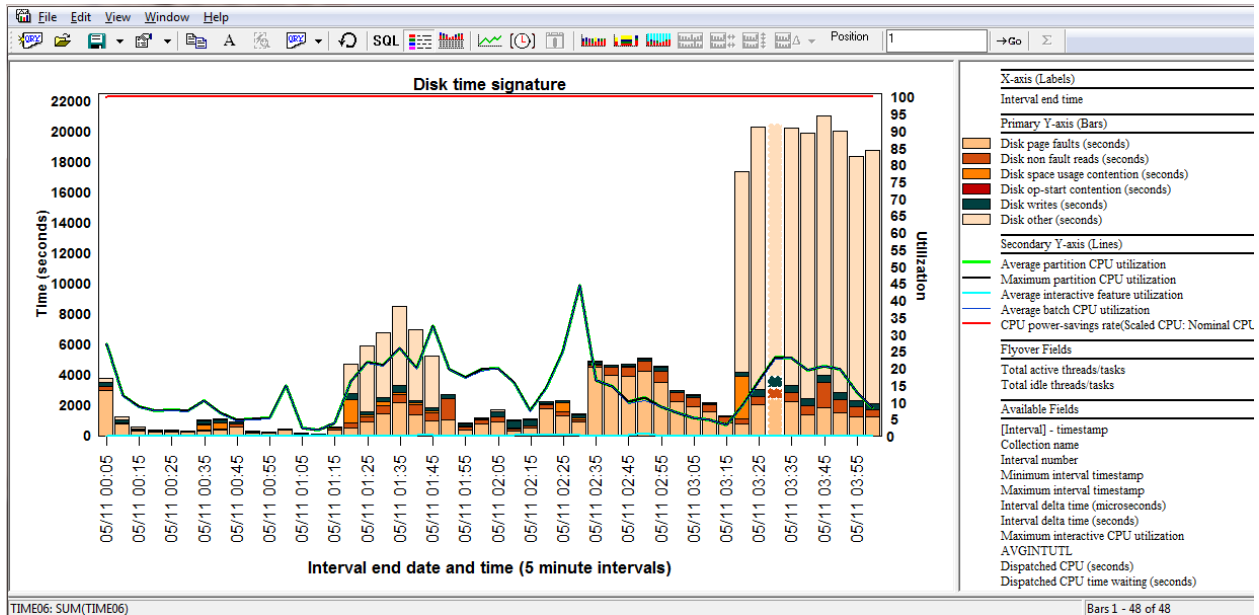 File Edit View Window Help
QRY A QRY SQL Position 1 →Go Σ
Disk time signature
22000
20000
18000
16000
14000
12000
10000
8000
6000
4000
2000
0
Time (seconds)
100
95
90
85
80
75
70
65
60
55
50
45
40
35
30
25
20
15
10
5
0
Utilization
05/11 00:05
05/11 00:15
05/11 00:25
05/11 00:35
05/11 00:45
05/11 00:55
05/11 01:05
05/11 01:15
05/11 01:25
05/11 01:35
05/11 01:45
05/11 01:55
05/11 02:05
05/11 02:15
05/11 02:25
05/11 02:35
05/11 02:45
05/11 02:55
05/11 03:05
05/11 03:15
05/11 03:25
05/11 03:35
05/11 03:45
05/11 03:55
Interval end date and time (5 minute intervals)
X-axis (Labels)
Interval end time
Primary Y-axis (Bars)
Disk page faults (seconds)
Disk non fault reads (seconds)
Disk space usage contention (seconds)
Disk op-start contention (seconds)
Disk writes (seconds)
Disk other (seconds)
Secondary Y-axis (Lines)
Average partition CPU utilization
Maximum partition CPU utilization
Average interactive feature utilization
Average batch CPU utilization
CPU power-savings rate(Scaled CPU: Nominal CPU
Flyover Fields
Total active threads/tasks
Total idle threads/tasks
Available Fields
[Interval] - timestamp
Collection name
Interval number
Minimum interval timestamp
Maximum interval timestamp
Interval delta time (microseconds)
Interval delta time (seconds)
Maximum interactive CPU utilization
AVGINTUTL
Dispatched CPU (seconds)
Dispatched CPU time waiting (seconds)
TIME06: SUM(TIME06)
Bars 1 - 48 of 48